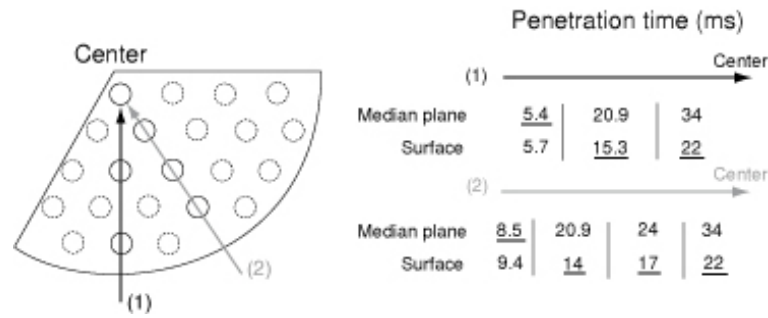 Center
(1)
(2)
Penetration time (ms)
(1) Center
Median plane 5.4 20.9 34
Surface 5.7 15.3 22
(2) Center
Median plane 8.5 20.9 24 34
Surface 9.4 14 17 22